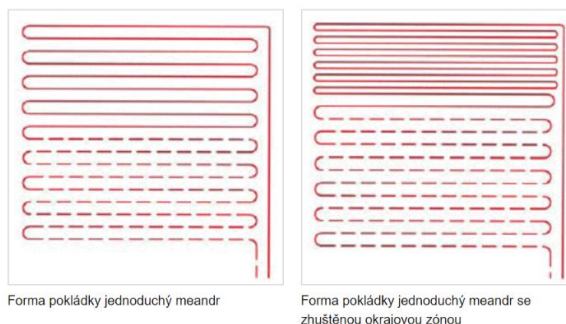 Forma pokládky jednoduchý meandr
Forma pokládky jednoduchý meandr se
zhuštěnou okrajovou zónou